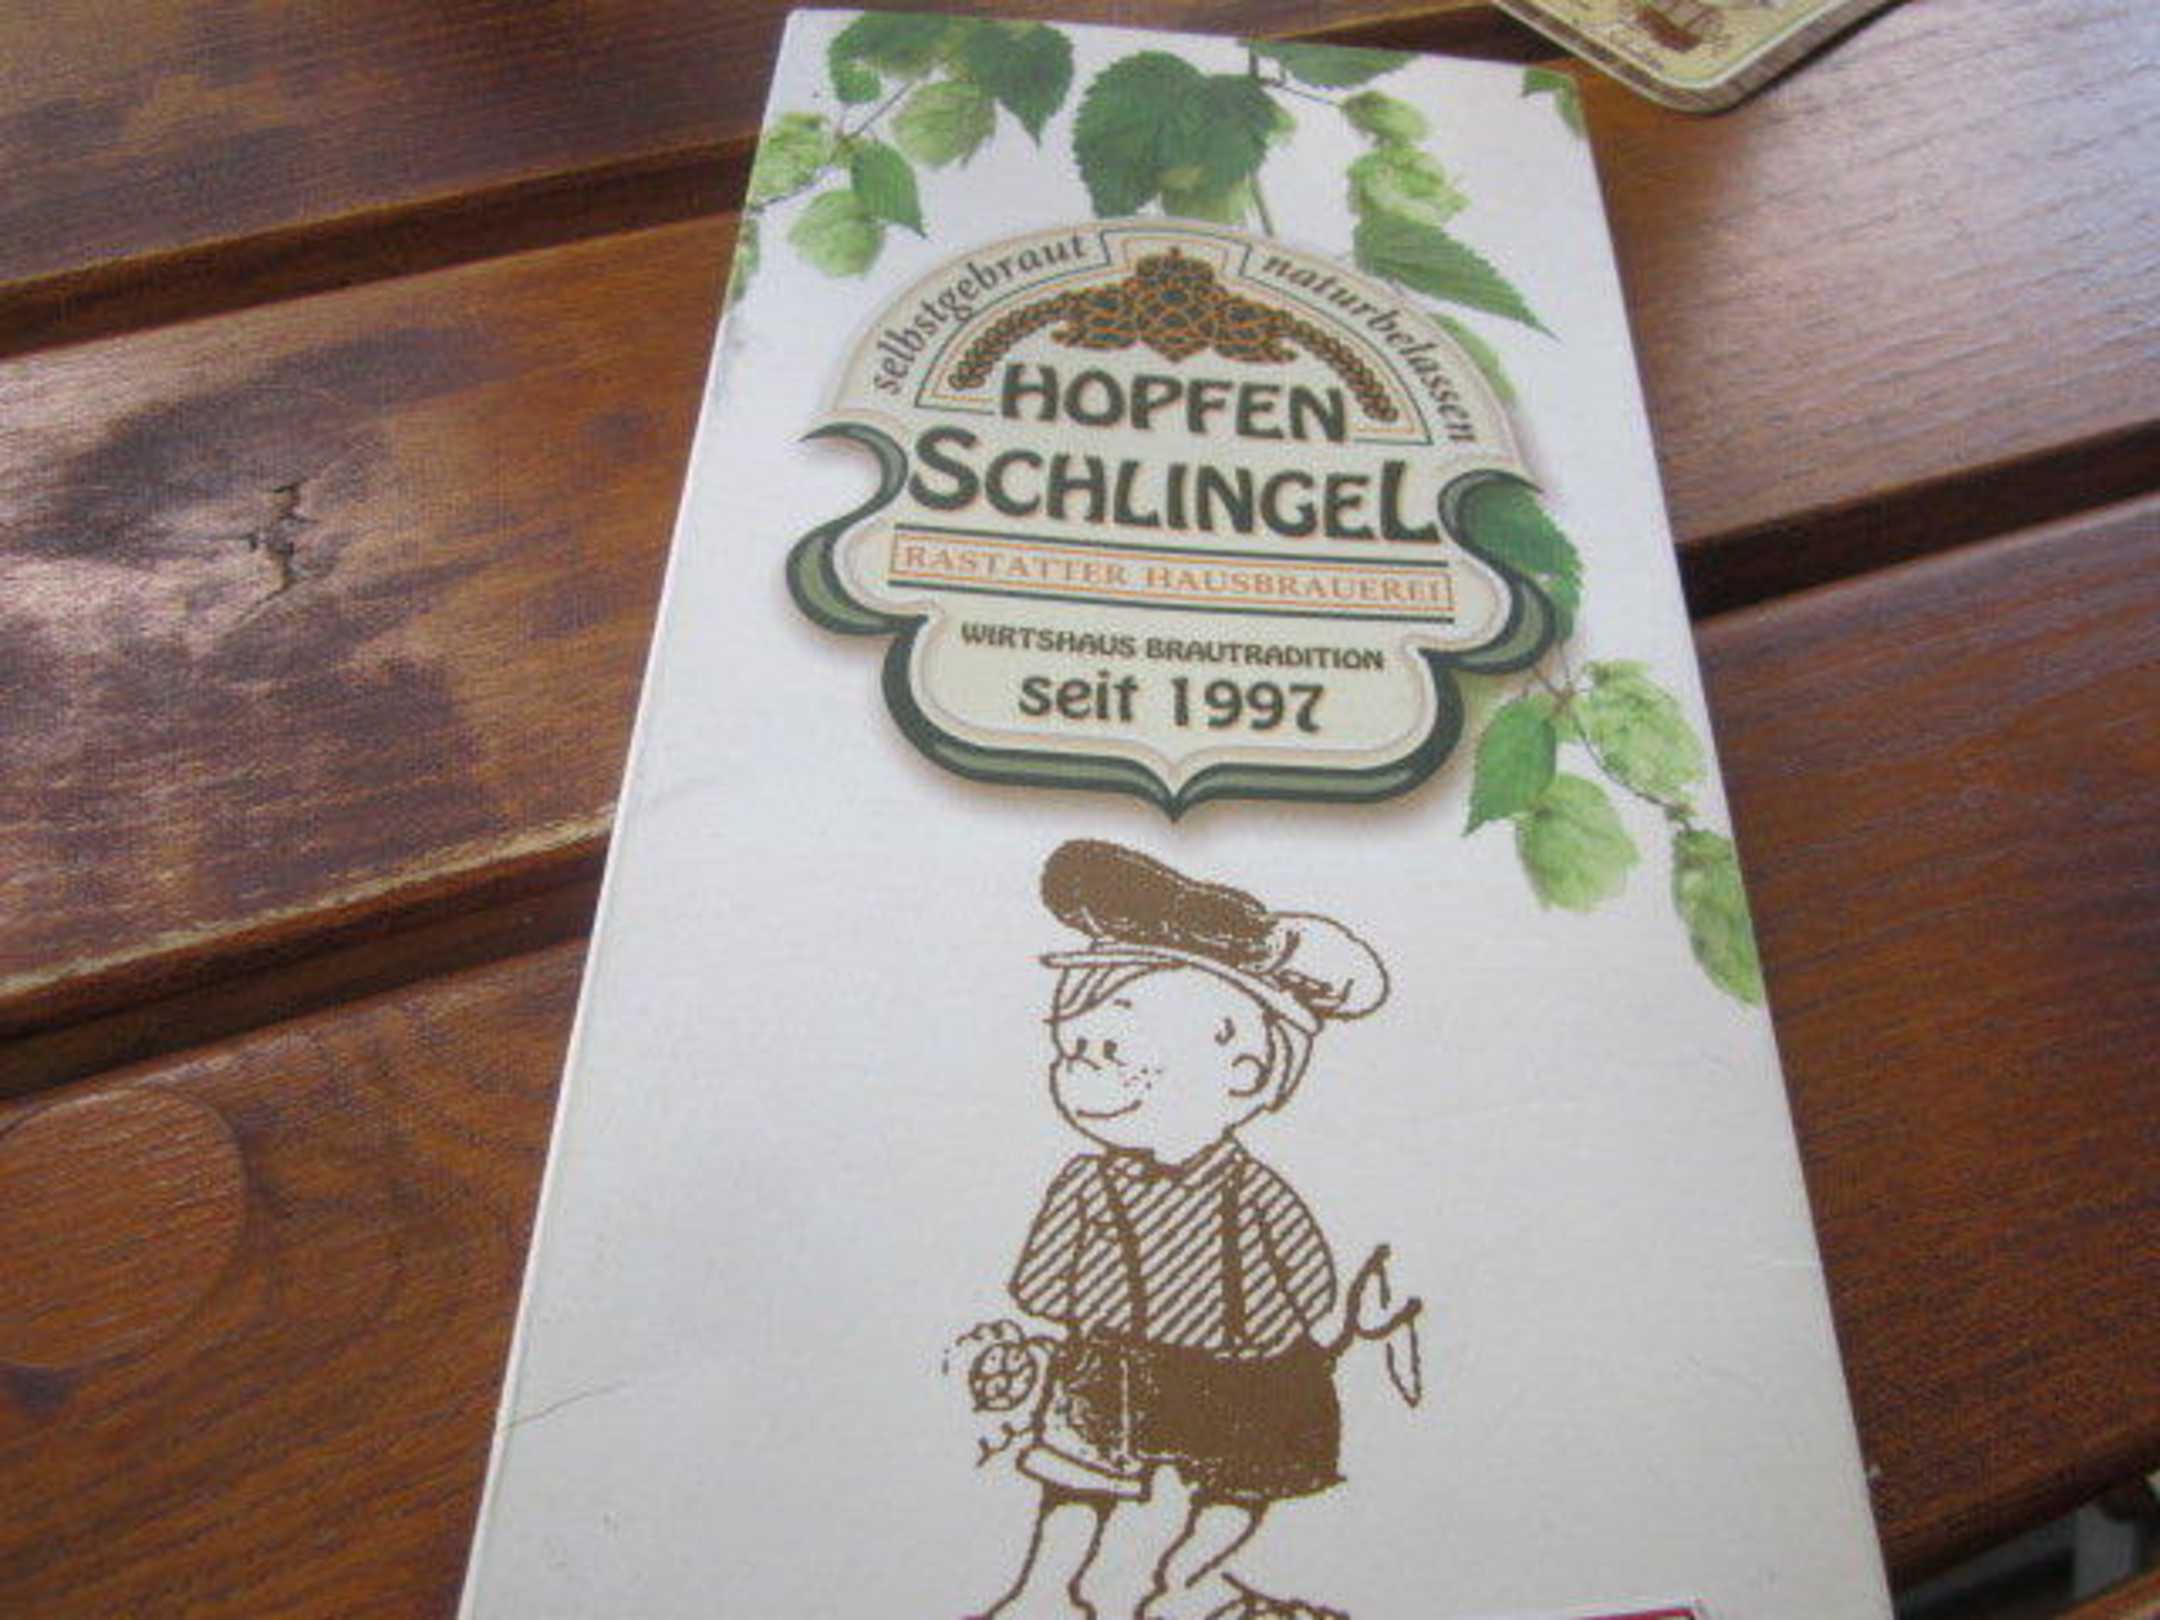 selbstgebraut naturbelassen
HOPFEN
SCHLINGEL
RASTATTER HAUSBRAUEREI
WIRTSHAUS BRAUTRADITION
seit 1997